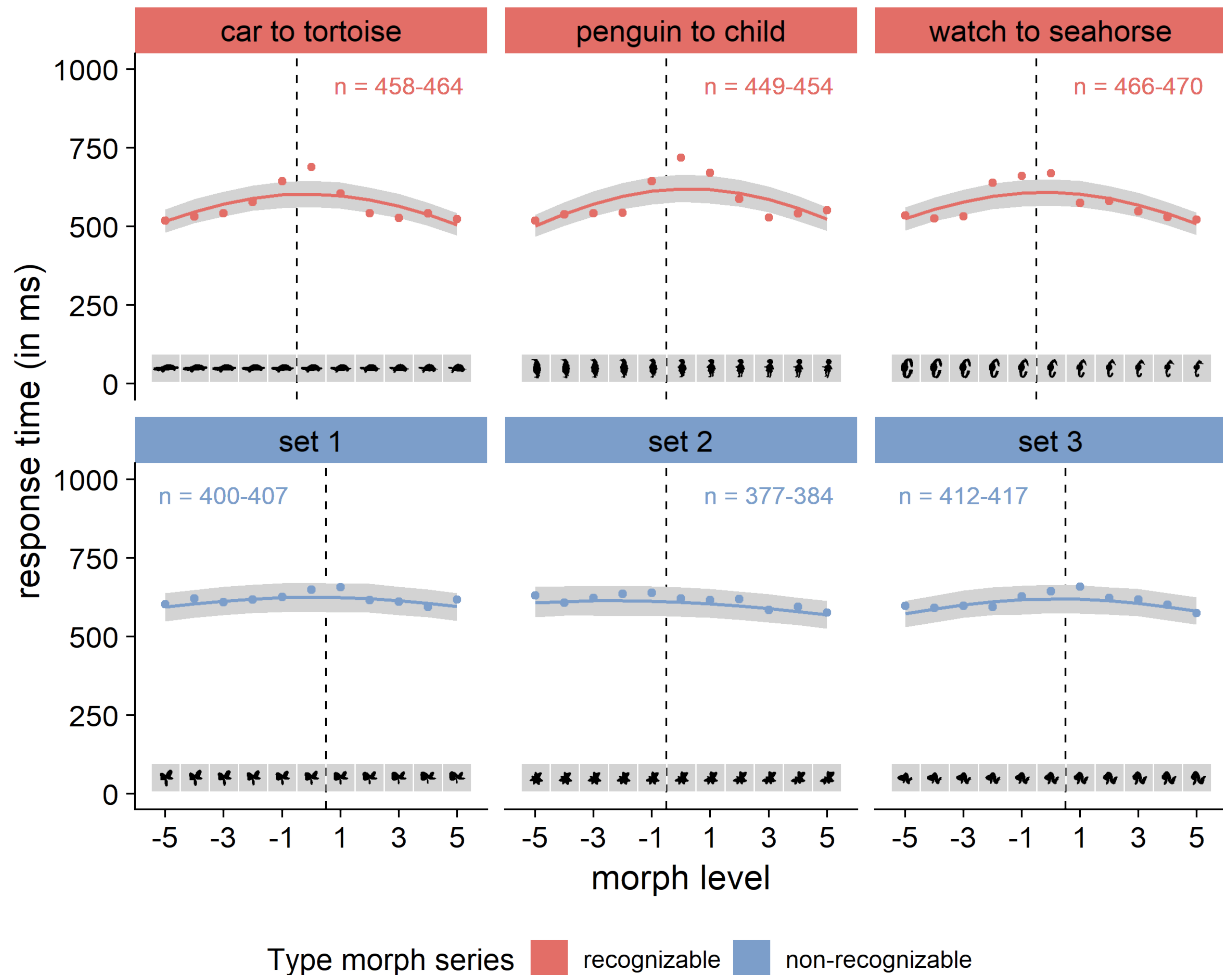 car to tortoise
penguin to child
watch to seahorse
response time (in ms)
1000
750
500
250
0
n = 458-464
n = 449-454
n = 466-470
set 1
set 2
set 3
1000
750
500
250
0
n = 400-407
n = 377-384
n = 412-417
-5 -3 -1 1 3 5
-5 -3 -1 1 3 5
-5 -3 -1 1 3 5
morph level
Type morph series recognizable non-recognizable